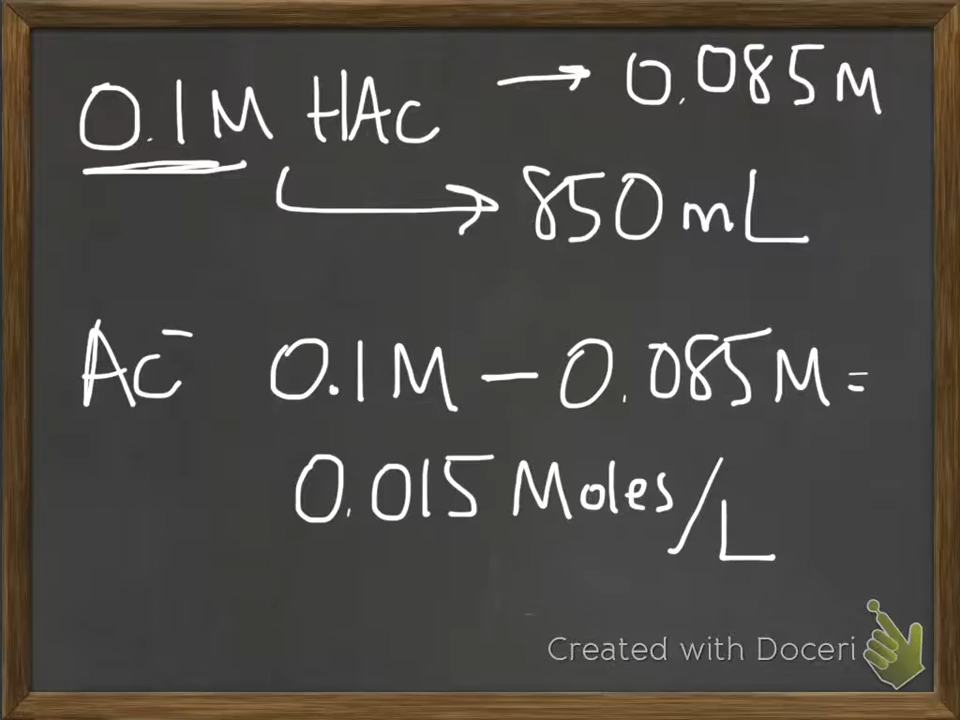 0.1M HAc → 0.085M
→ 850mL
Ac⁻ 0.1M - 0.085M =
0.015 Moles/L
Created with Doceri